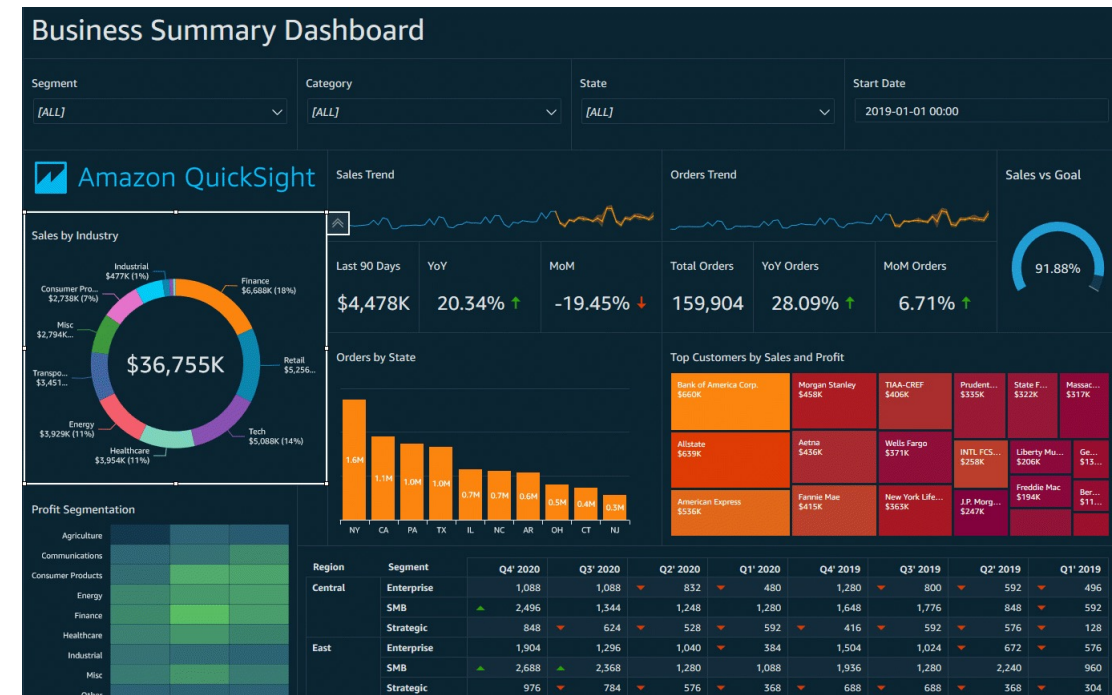 Business Summary Dashboard
Segment
[ALL]
Category
[ALL]
State
[ALL]
Start Date
2019-01-01 00:00
Amazon QuickSight
Sales Trend
Orders Trend
Sales vs Goal
91.88%
Last 90 Days
$4,478K
YoY
20.34%
MoM
-19.45%
Total Orders
159,904
YoY Orders
28.09%
MoM Orders
6.71%
Sales by Industry
Industrial
$477K (1%)
Consumer Pro...
$2,738K (7%)
Misc
$2,794K...
Transpo...
$3,451...
Energy
$3,929K (11%)
Healthcare
$3,954K (11%)
Tech
$5,088K (14%)
Retail
$5,256...
Finance
$6,688K (18%)
$36,755K
Orders by State
1.6M 1.1M 1.0M 1.0M 0.7M 0.7M 0.6M 0.5M 0.4M 0.3M
NY CA PA TX IL NC AR OH CT NJ
Top Customers by Sales and Profit
Bank of America Corp.
$660K
Allstate
$639K
American Express
$536K
Morgan Stanley
$458K
Aetna
$436K
Fannie Mae
$415K
TIAA-CREF
$406K
Wells Fargo
$371K
New York Life...
$363K
Prudent...
$335K
State F...
$322K
Massac...
$317K
INTL FCS...
$258K
J.P. Morg...
$247K
Liberty Mu...
$206K
Freddie Mac
$194K
Ge...
$13...
Ber...
$11...
Profit Segmentation
Agriculture
Communications
Consumer Products
Energy
Finance
Healthcare
Industrial
Misc
Other
Region Segment Q4' 2020 Q3' 2020 Q2' 2020 Q1' 2020 Q4' 2019 Q3' 2019 Q2' 2019 Q1' 2019
Central Enterprise 1,088 1,088 832 480 1,280 800 592 496
SMB 2,496 1,344 1,248 1,280 1,648 1,776 848 592
Strategic 848 624 528 592 416 592 576 128
East Enterprise 1,904 1,296 1,040 384 1,504 1,024 672 576
SMB 2,688 2,368 1,280 1,088 1,936 1,280 2,240 960
Strategic 976 784 576 368 688 688 368 304